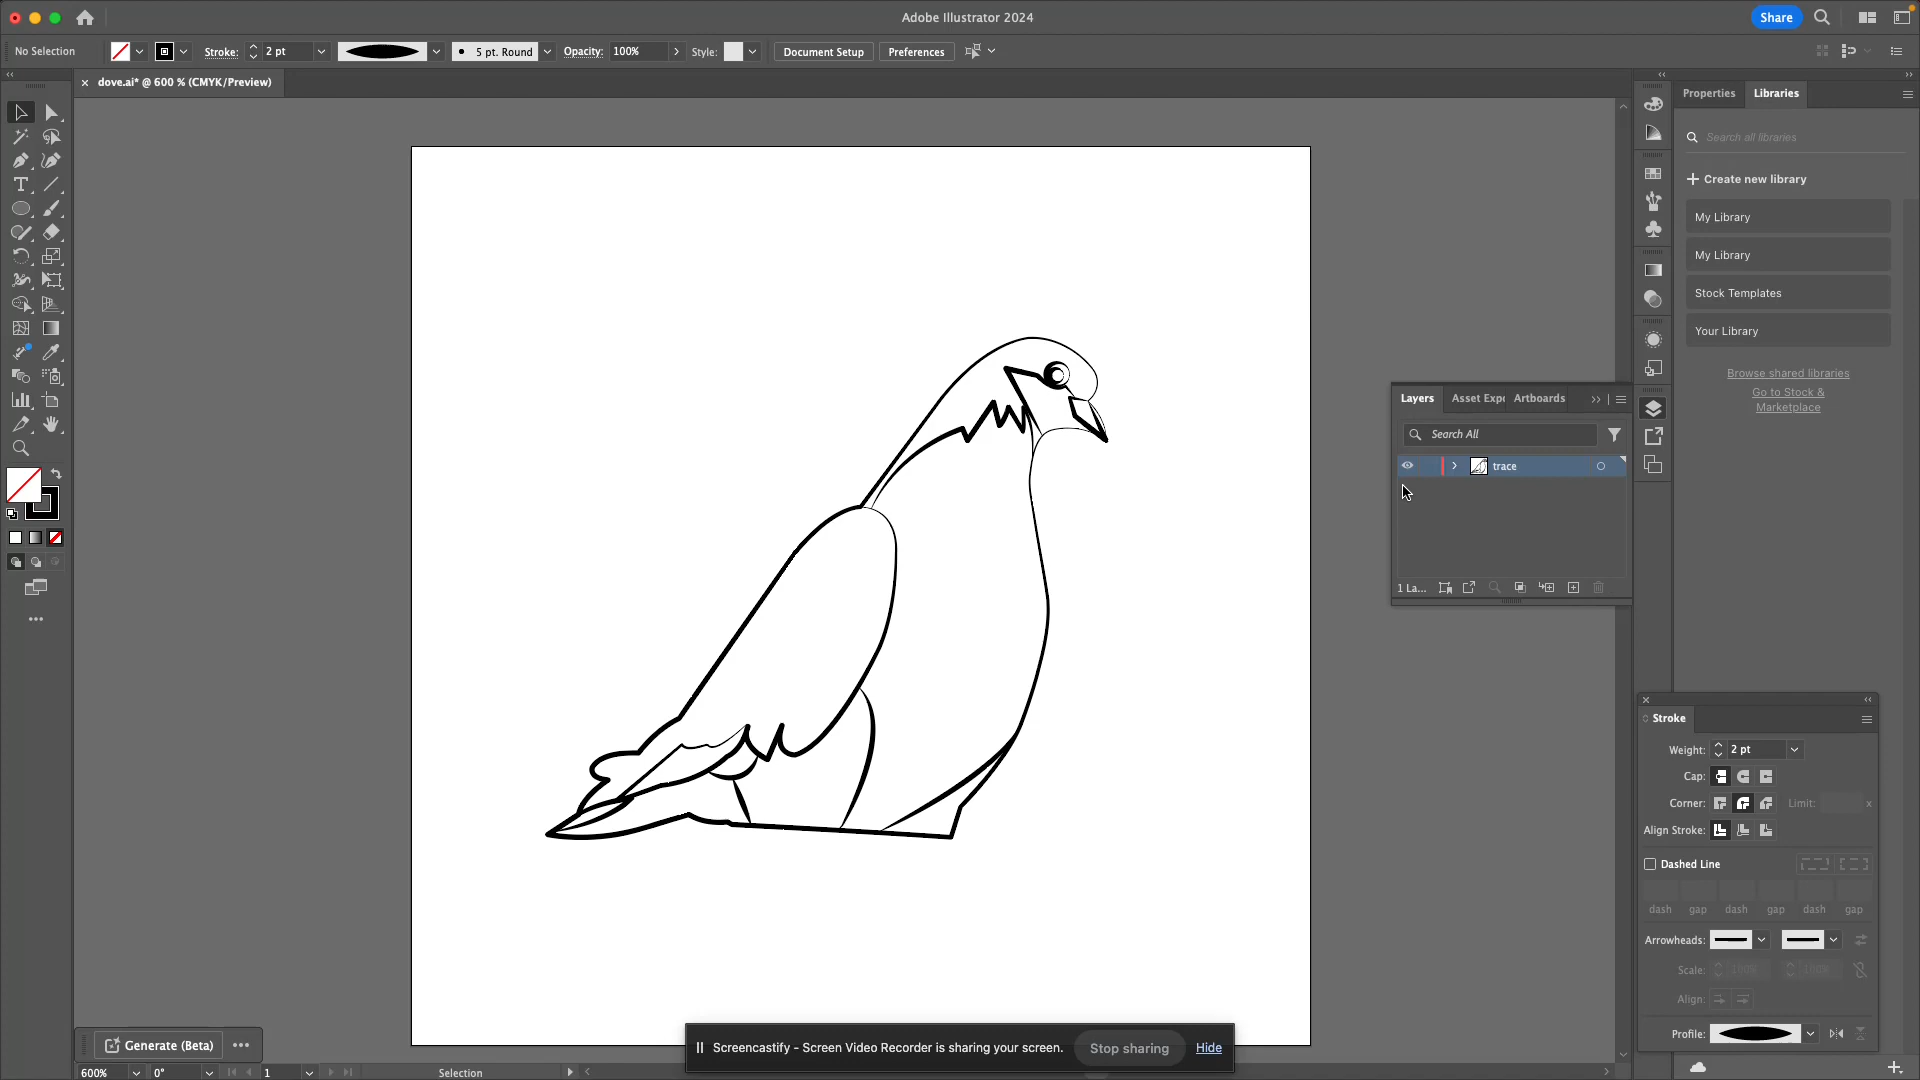 Adobe Illustrator 2024
Share
No Selection
Stroke:
2 pt
5 pt. Round
Opacity:
100%
Style:
Document Setup
Preferences
dove.ai* @ 600 % (CMYK/Preview)
Properties
Libraries
Search all libraries
Create new library
My Library
My Library
Stock Templates
Your Library
Browse shared libraries
Go to Stock &
Marketplace
Layers
Asset Expo
Artboards
Search All
trace
1 La...
Stroke
Weight:
2 pt
Cap:
Corner:
Limit:
x
Align Stroke:
Dashed Line
dash
gap
dash
gap
dash
gap
Arrowheads:
Scale:
100%
100%
Align:
Profile:
Generate (Beta)
Screencastify - Screen Video Recorder is sharing your screen.
Stop sharing
Hide
600%
0°
1
Selection